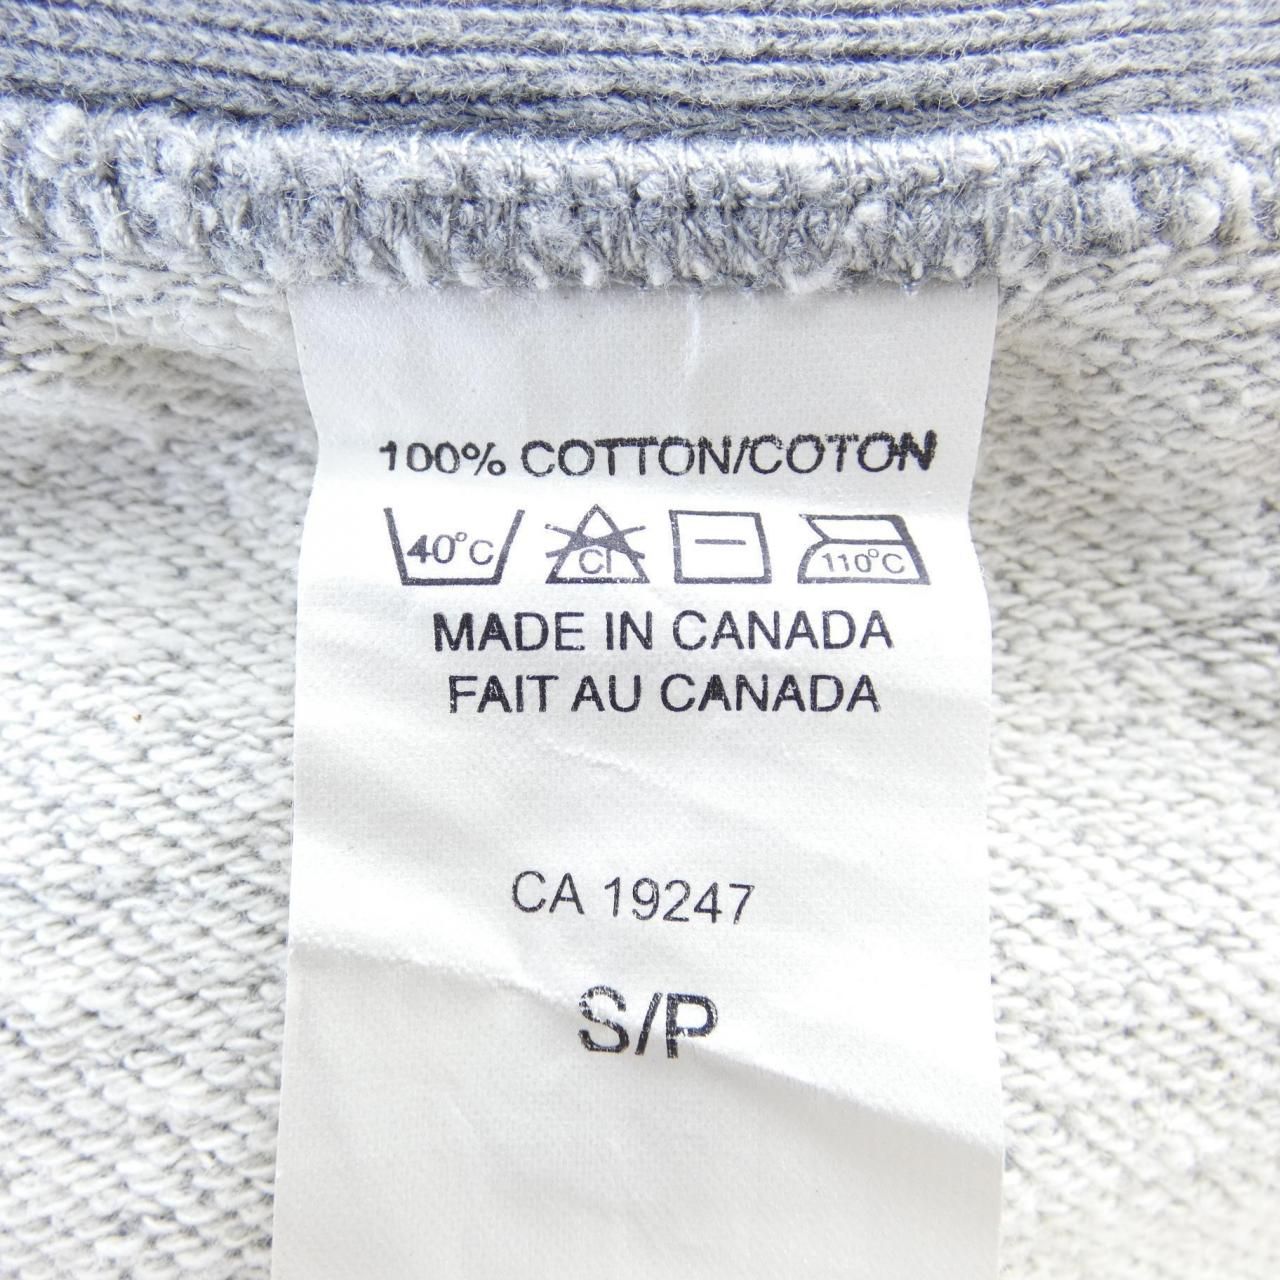 100% COTTON/COTON
40°C Cl 110°C
MADE IN CANADA
FAIT AU CANADA
CA 19247
S/P